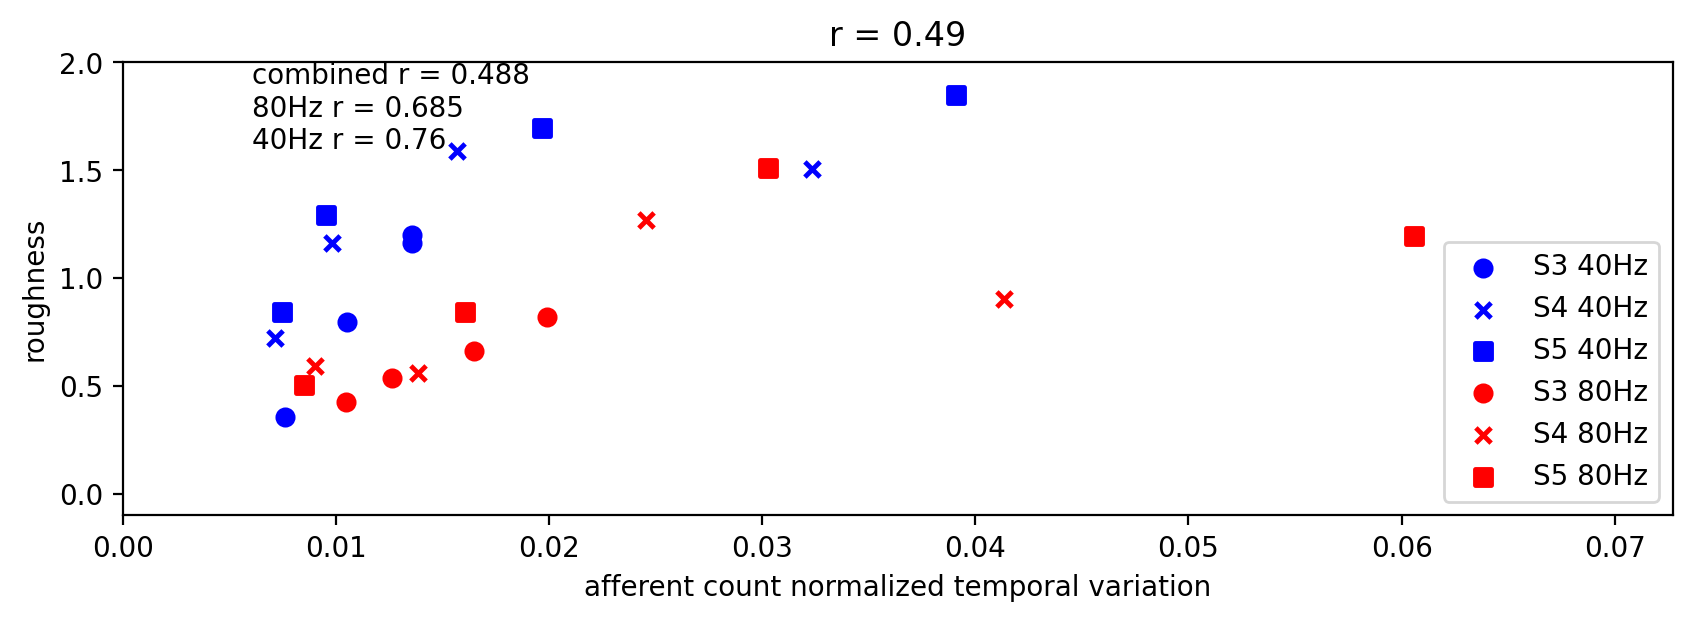 r = 0.49
combined r = 0.488
80Hz r = 0.685
40Hz r = 0.76
roughness
2.0
1.5
1.0
0.5
0.0
S3 40Hz
S4 40Hz
S5 40Hz
S3 80Hz
S4 80Hz
S5 80Hz
0.00 0.01 0.02 0.03 0.04 0.05 0.06 0.07
afferent count normalized temporal variation